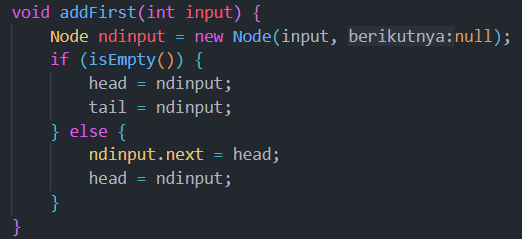 void addFirst(int input) {
    Node ndinput = new Node(input, berikutnya:null);
    if (isEmpty()) {
        head = ndinput;
        tail = ndinput;
    } else {
        ndinput.next = head;
        head = ndinput;
    }
}